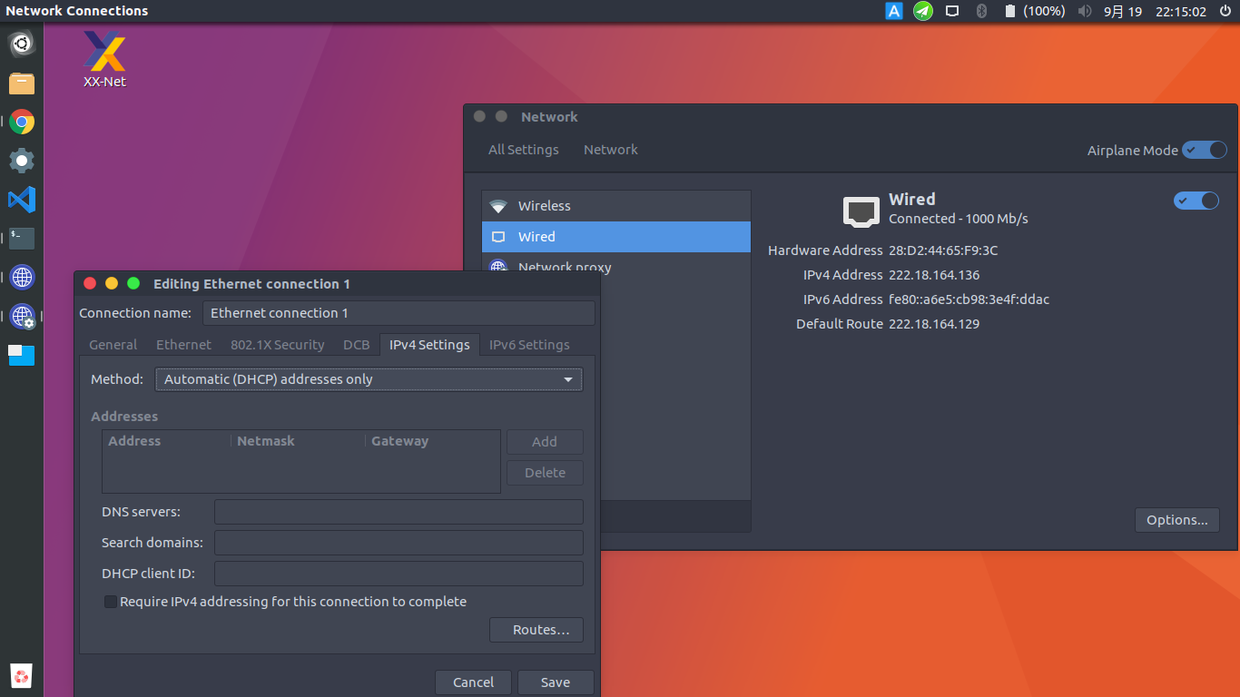 Network Connections
A
(100%)
9月 19
22:15:02
XX-Net
Network
All Settings
Network
Airplane Mode
Wireless
Wired
Network proxy
Wired
Connected - 1000 Mb/s
Hardware Address 28:D2:44:65:F9:3C
IPv4 Address 222.18.164.136
IPv6 Address fe80::a6e5:cb98:3e4f:ddac
Default Route 222.18.164.129
Options...
Editing Ethernet connection 1
Connection name: Ethernet connection 1
General Ethernet 802.1X Security DCB IPv4 Settings IPv6 Settings
Method: Automatic (DHCP) addresses only
Addresses
Address Netmask Gateway
Add
Delete
DNS servers:
Search domains:
DHCP client ID:
Require IPv4 addressing for this connection to complete
Routes…
Cancel Save